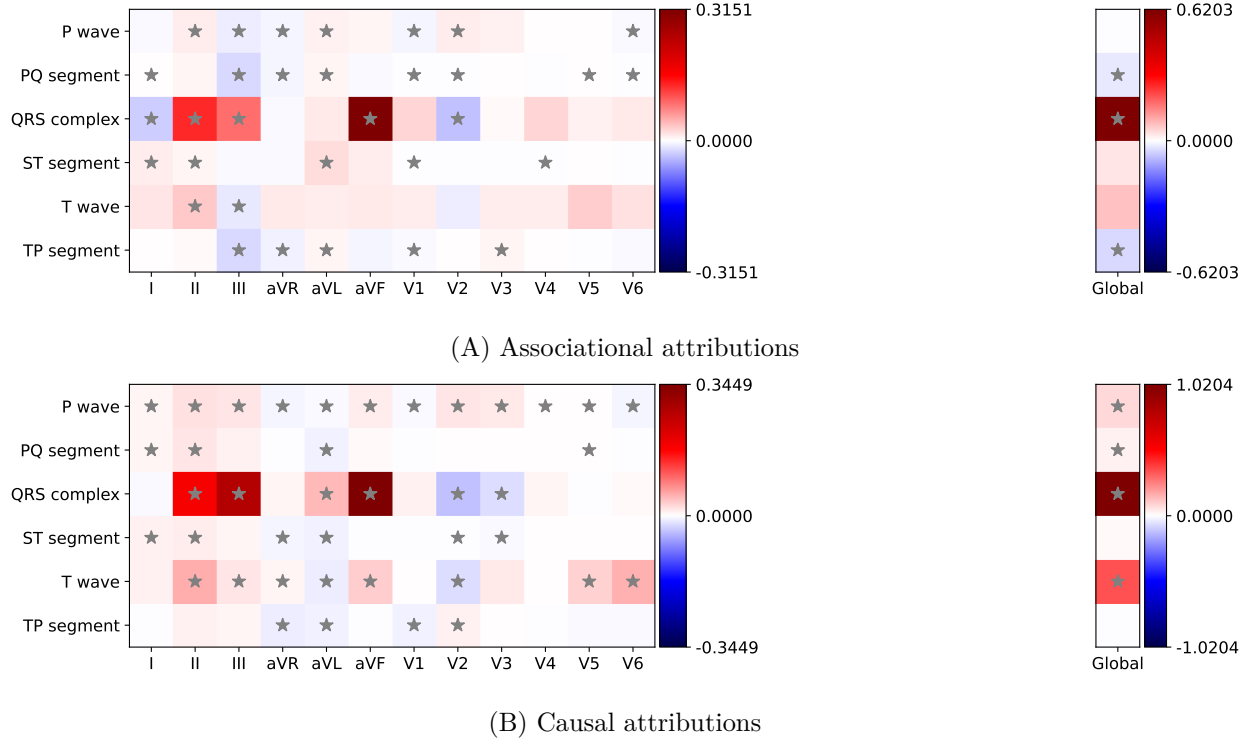 P wave
PQ segment
QRS complex
ST segment
T wave
TP segment
I II III aVR aVL aVF V1 V2 V3 V4 V5 V6
0.3151
0.0000
-0.3151
Global
0.6203
0.0000
-0.6203
(A) Associational attributions
P wave
PQ segment
QRS complex
ST segment
T wave
TP segment
I II III aVR aVL aVF V1 V2 V3 V4 V5 V6
0.3449
0.0000
-0.3449
Global
1.0204
0.0000
-1.0204
(B) Causal attributions